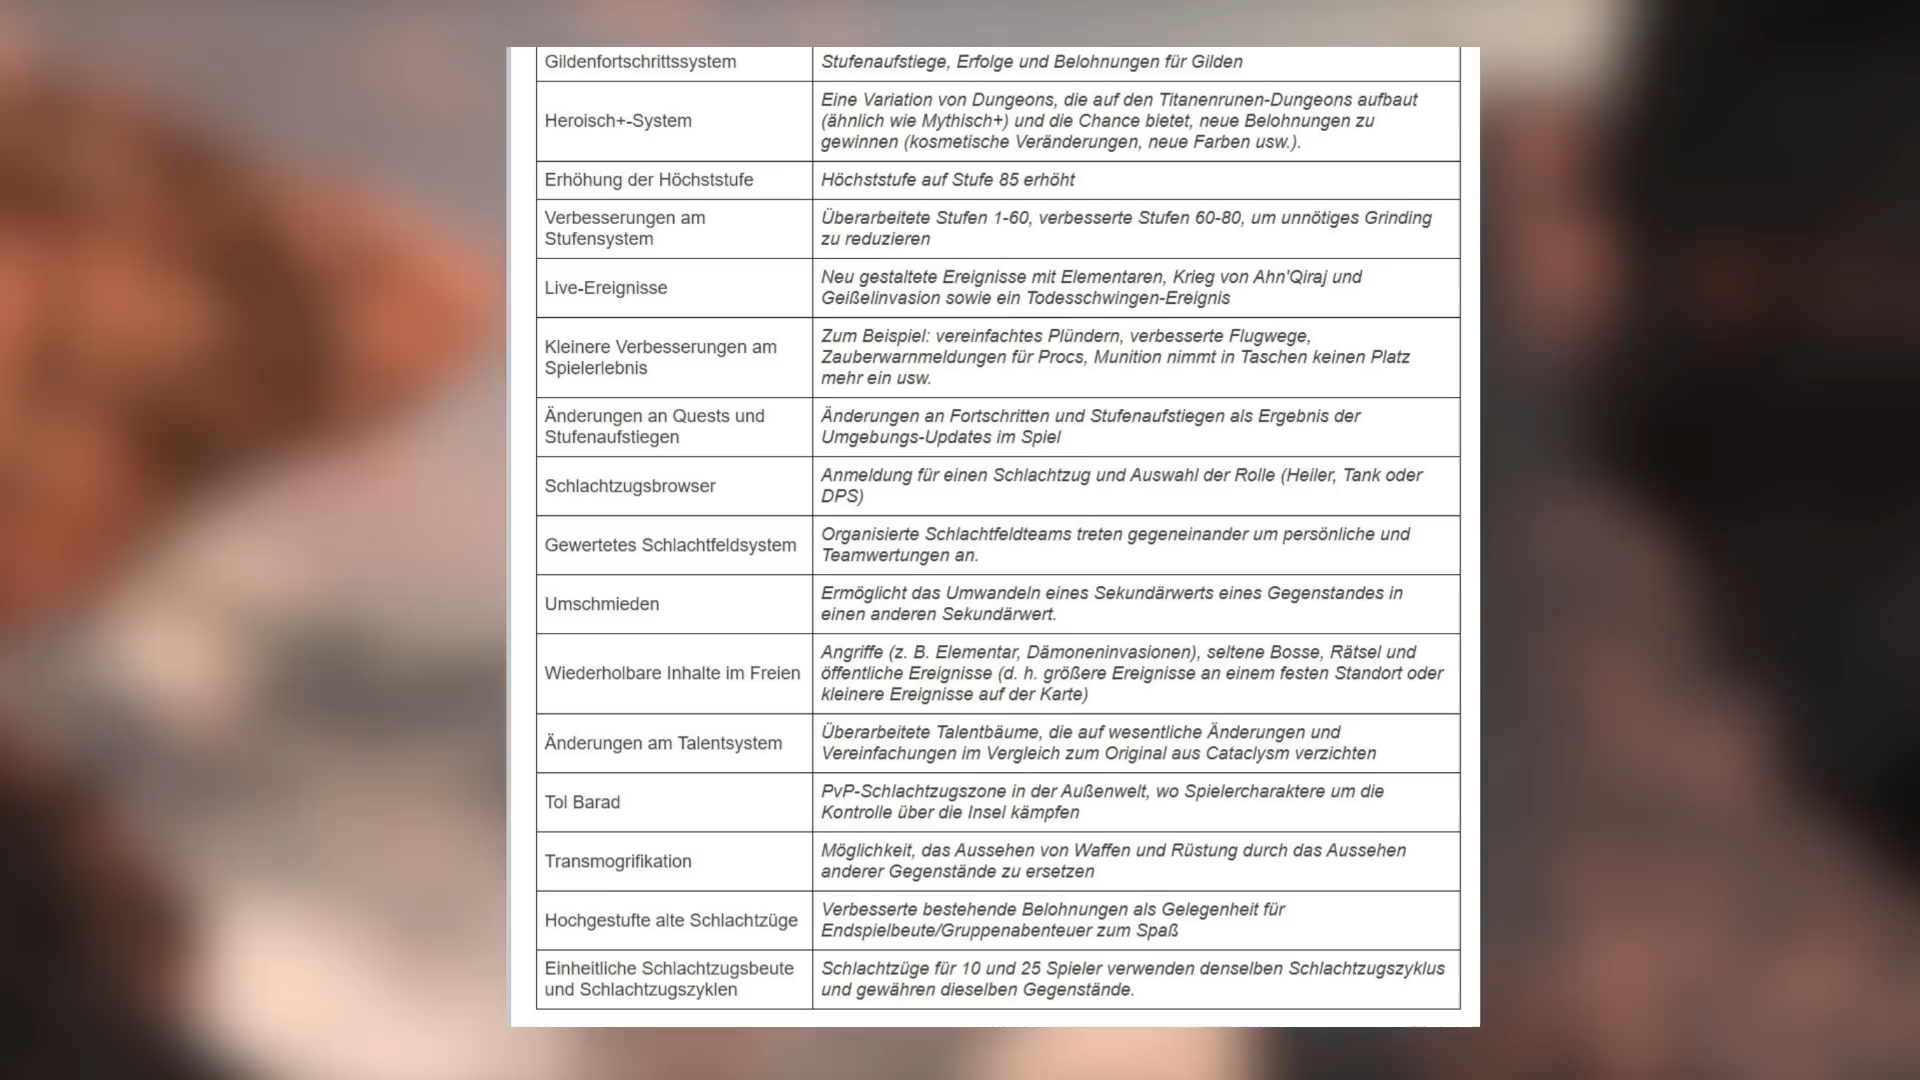 Gildenfortschrittssystem
Stufenaufstiege, Erfolge und Belohnungen für Gilden
Heroisch+-System
Eine Variation von Dungeons, die auf den Titanenrunen-Dungeons aufbaut
(ähnlich wie Mythisch+) und die Chance bietet, neue Belohnungen zu
gewinnen (kosmetische Veränderungen, neue Farben usw.).
Erhöhung der Höchststufe
Höchststufe auf Stufe 85 erhöht
Verbesserungen am
Stufensystem
Überarbeitete Stufen 1-60, verbesserte Stufen 60-80, um unnötiges Grinding
zu reduzieren
Live-Ereignisse
Neu gestaltete Ereignisse mit Elementaren, Krieg von Ahn'Qiraj und
Geißelinvasion sowie ein Todesschwingen-Ereignis
Kleinere Verbesserungen am
Spielerlebnis
Zum Beispiel: vereinfachtes Plündern, verbesserte Flugwege,
Zauberwarnmeldungen für Procs, Munition nimmt in Taschen keinen Platz
mehr ein usw.
Änderungen an Quests und
Stufenaufstiegen
Änderungen an Fortschritten und Stufenaufstiegen als Ergebnis der
Umgebungs-Updates im Spiel
Schlachtzugsbrowser
Anmeldung für einen Schlachtzug und Auswahl der Rolle (Heiler, Tank oder
DPS)
Gewertetes Schlachtfeldsystem
Organisierte Schlachtfeldteams treten gegeneinander um persönliche und
Teamwertungen an.
Umschmieden
Ermöglicht das Umwandeln eines Sekundärwerts eines Gegenstandes in
einen anderen Sekundärwert.
Wiederholbare Inhalte im Freien
Angriffe (z. B. Elementar, Dämoneninvasionen), seltene Bosse, Rätsel und
öffentliche Ereignisse (d. h. größere Ereignisse an einem festen Standort oder
kleinere Ereignisse auf der Karte)
Änderungen am Talentsystem
Überarbeitete Talentbäume, die auf wesentliche Änderungen und
Vereinfachungen im Vergleich zum Original aus Cataclysm verzichten
Tol Barad
PvP-Schlachtzugszone in der Außenwelt, wo Spielercharaktere um die
Kontrolle über die Insel kämpfen
Transmogrifikation
Möglichkeit, das Aussehen von Waffen und Rüstung durch das Aussehen
anderer Gegenstände zu ersetzen
Hochgestufte alte Schlachtzüge
Verbesserte bestehende Belohnungen als Gelegenheit für
Endspielbeute/Gruppenabenteuer zum Spaß
Einheitliche Schlachtzugsbeute
und Schlachtzugszyklen
Schlachtzüge für 10 und 25 Spieler verwenden denselben Schlachtzugszyklus
und gewähren dieselben Gegenstände.